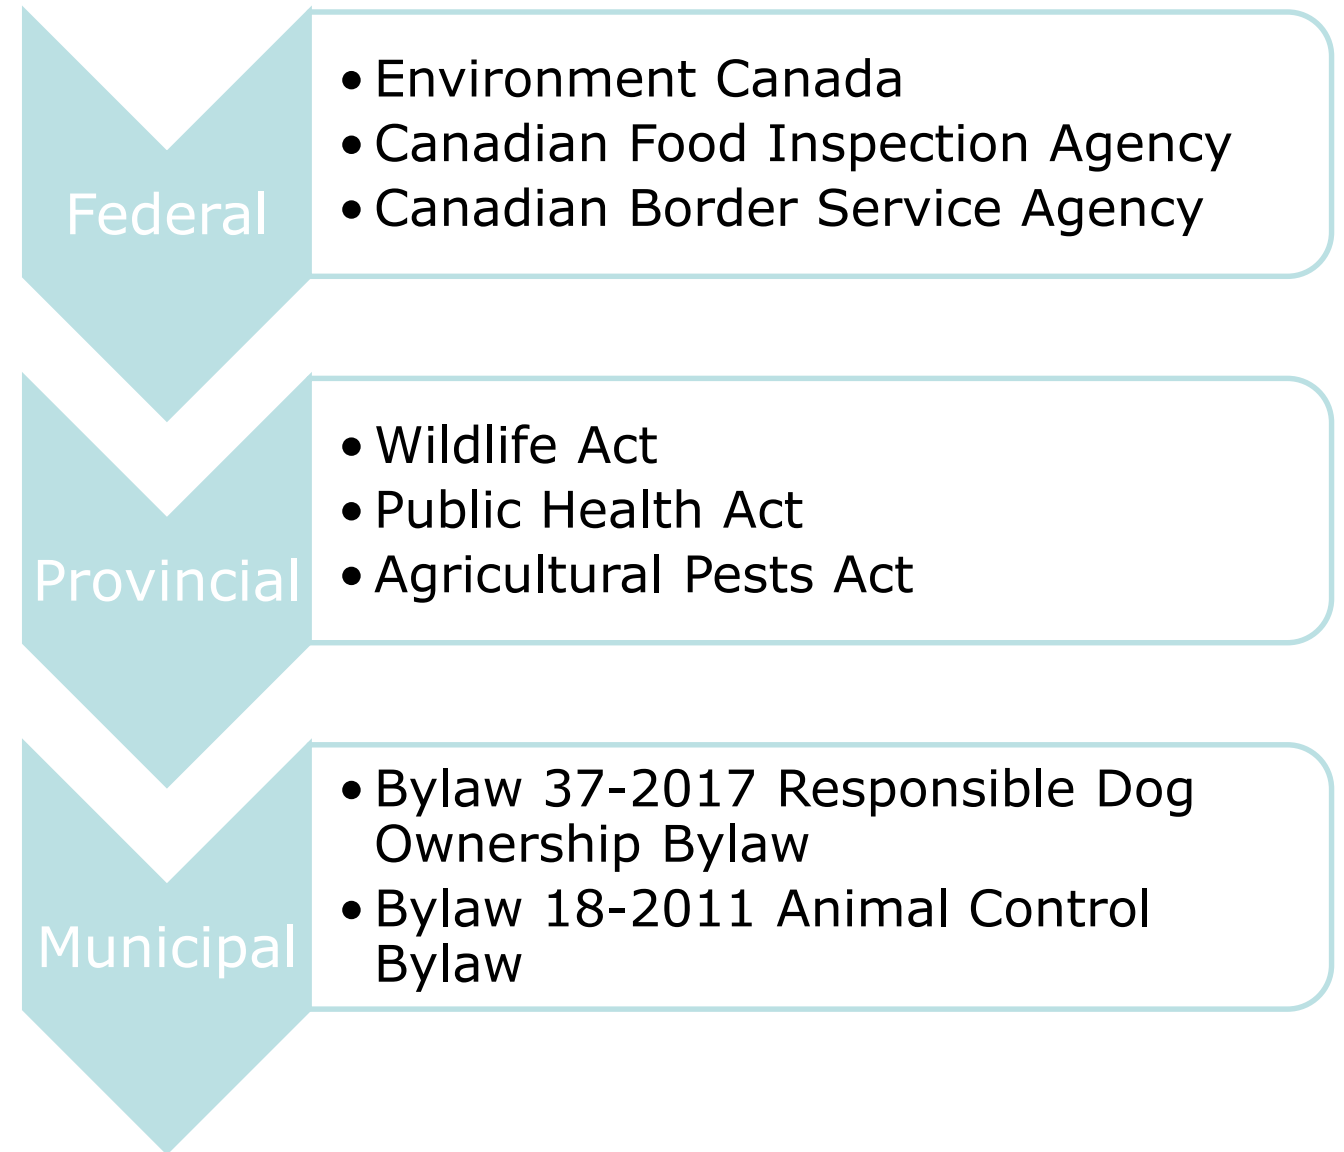 Federal
• Environment Canada
• Canadian Food Inspection Agency
• Canadian Border Service Agency
Provincial
• Wildlife Act
• Public Health Act
• Agricultural Pests Act
Municipal
• Bylaw 37-2017 Responsible Dog
Ownership Bylaw
• Bylaw 18-2011 Animal Control
Bylaw